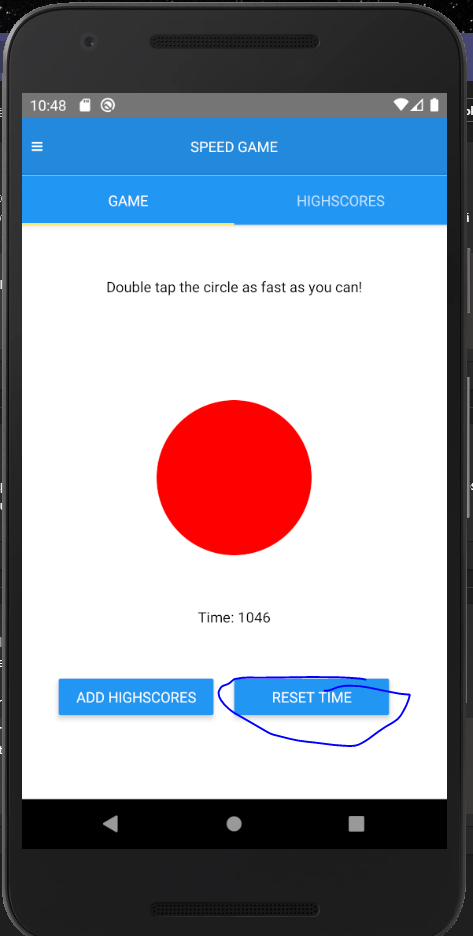 10:48
SPEED GAME
GAME HIGHSCORES
Double tap the circle as fast as you can!
Time: 1046
ADD HIGHSCORES RESET TIME